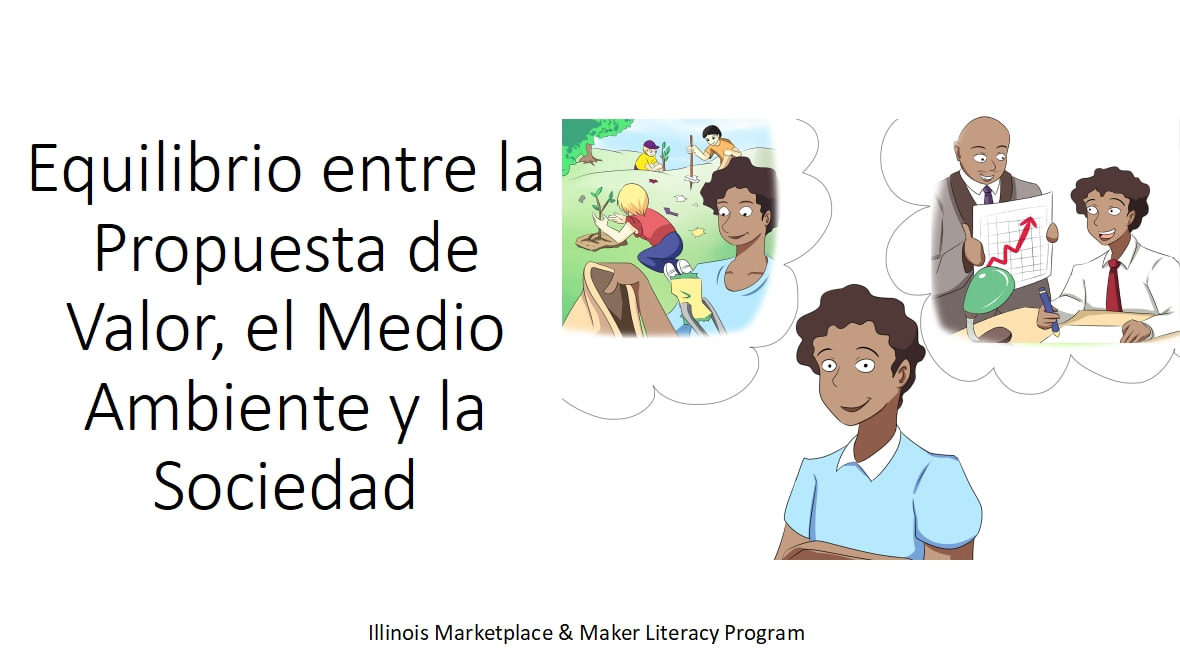 Equilibrio entre la
Propuesta de
Valor, el Medio
Ambiente y la
Sociedad
Illinois Marketplace & Maker Literacy Program